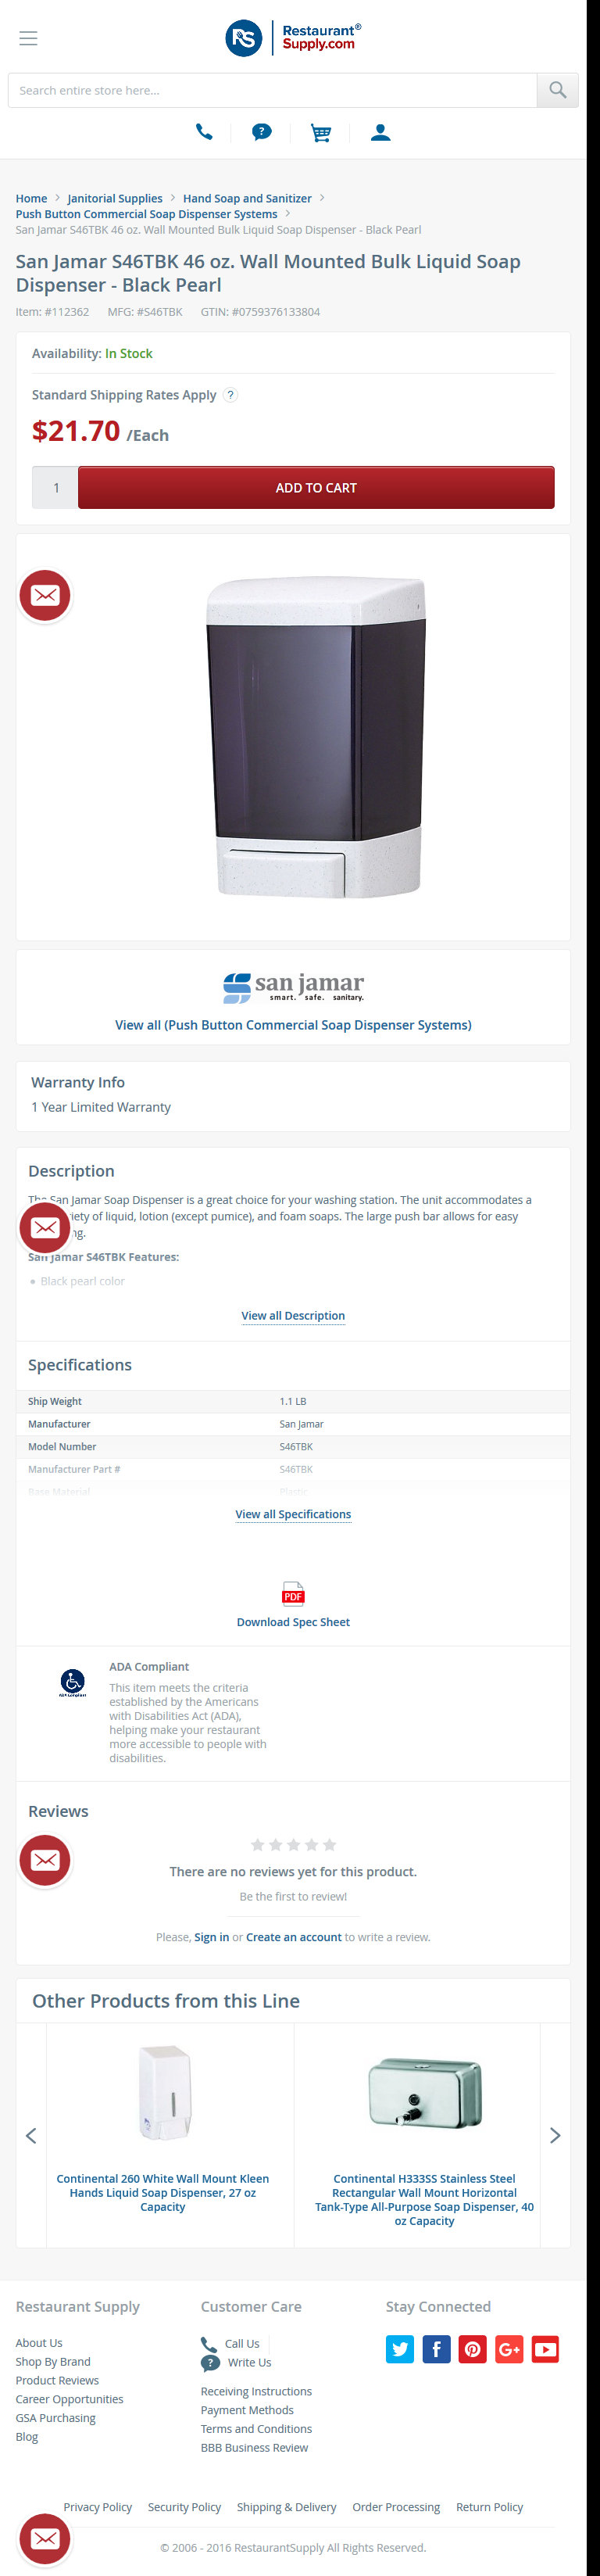 RS
Restaurant®
Supply.com
Search entire store here...
?
Home > Janitorial Supplies > Hand Soap and Sanitizer >
Push Button Commercial Soap Dispenser Systems >
San Jamar S46TBK 46 oz. Wall Mounted Bulk Liquid Soap Dispenser - Black Pearl
San Jamar S46TBK 46 oz. Wall Mounted Bulk Liquid Soap
Dispenser - Black Pearl
Item: #112362 MFG: #S46TBK GTIN: #0759376133804
Availability: In Stock
Standard Shipping Rates Apply ?
$21.70 /Each
1 ADD TO CART
san jamar
smart. safe. sanitary.
View all (Push Button Commercial Soap Dispenser Systems)
Warranty Info
1 Year Limited Warranty
Description
The San Jamar Soap Dispenser is a great choice for your washing station. The unit accommodates a
iety of liquid, lotion (except pumice), and foam soaps. The large push bar allows for easy
ng.
San Jamar S46TBK Features:
• Black pearl color
View all Description
Specifications
Ship Weight 1.1 LB
Manufacturer San Jamar
Model Number S46TBK
Manufacturer Part # S46TBK
Base Material Plastic
View all Specifications
PDF
Download Spec Sheet
ADA Compliant
This item meets the criteria
established by the Americans
with Disabilities Act (ADA),
helping make your restaurant
more accessible to people with
disabilities.
Reviews
There are no reviews yet for this product.
Be the first to review!
Please, Sign in or Create an account to write a review.
Other Products from this Line
< >
Continental 260 White Wall Mount Kleen
Hands Liquid Soap Dispenser, 27 oz
Capacity
Continental H333SS Stainless Steel
Rectangular Wall Mount Horizontal
Tank-Type All-Purpose Soap Dispenser, 40
oz Capacity
Restaurant Supply
About Us
Shop By Brand
Product Reviews
Career Opportunities
GSA Purchasing
Blog
Customer Care
Call Us
? Write Us
Receiving Instructions
Payment Methods
Terms and Conditions
BBB Business Review
Stay Connected
f G+
Privacy Policy Security Policy Shipping & Delivery Order Processing Return Policy
© 2006 - 2016 RestaurantSupply All Rights Reserved.